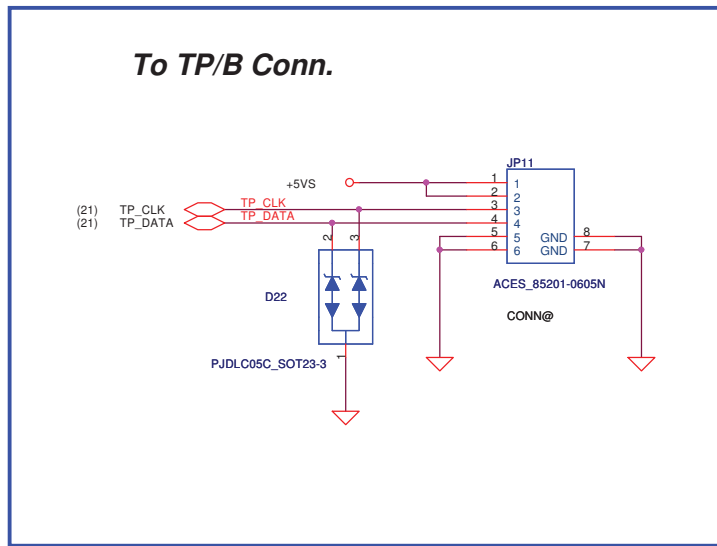 To TP/B Conn.
JP11
+5VS
1 1
2 2
(21) TP_CLK TP_CLK 3 3
(21) TP_DATA TP_DATA 4 4
5 5 GND 8
6 6 GND 7
2 3
D22
ACES_85201-0605N
CONN@
1
PJDLC05C_SOT23-3